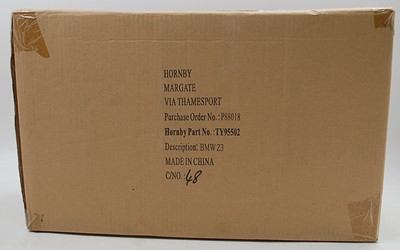 HORNBY
MARGATE
VIA THAMESPORT
Purchase Order No.: P88018
Hornby Part No.: TY95502
Description: BMW Z3
MADE IN CHINA
C/NO.: 48